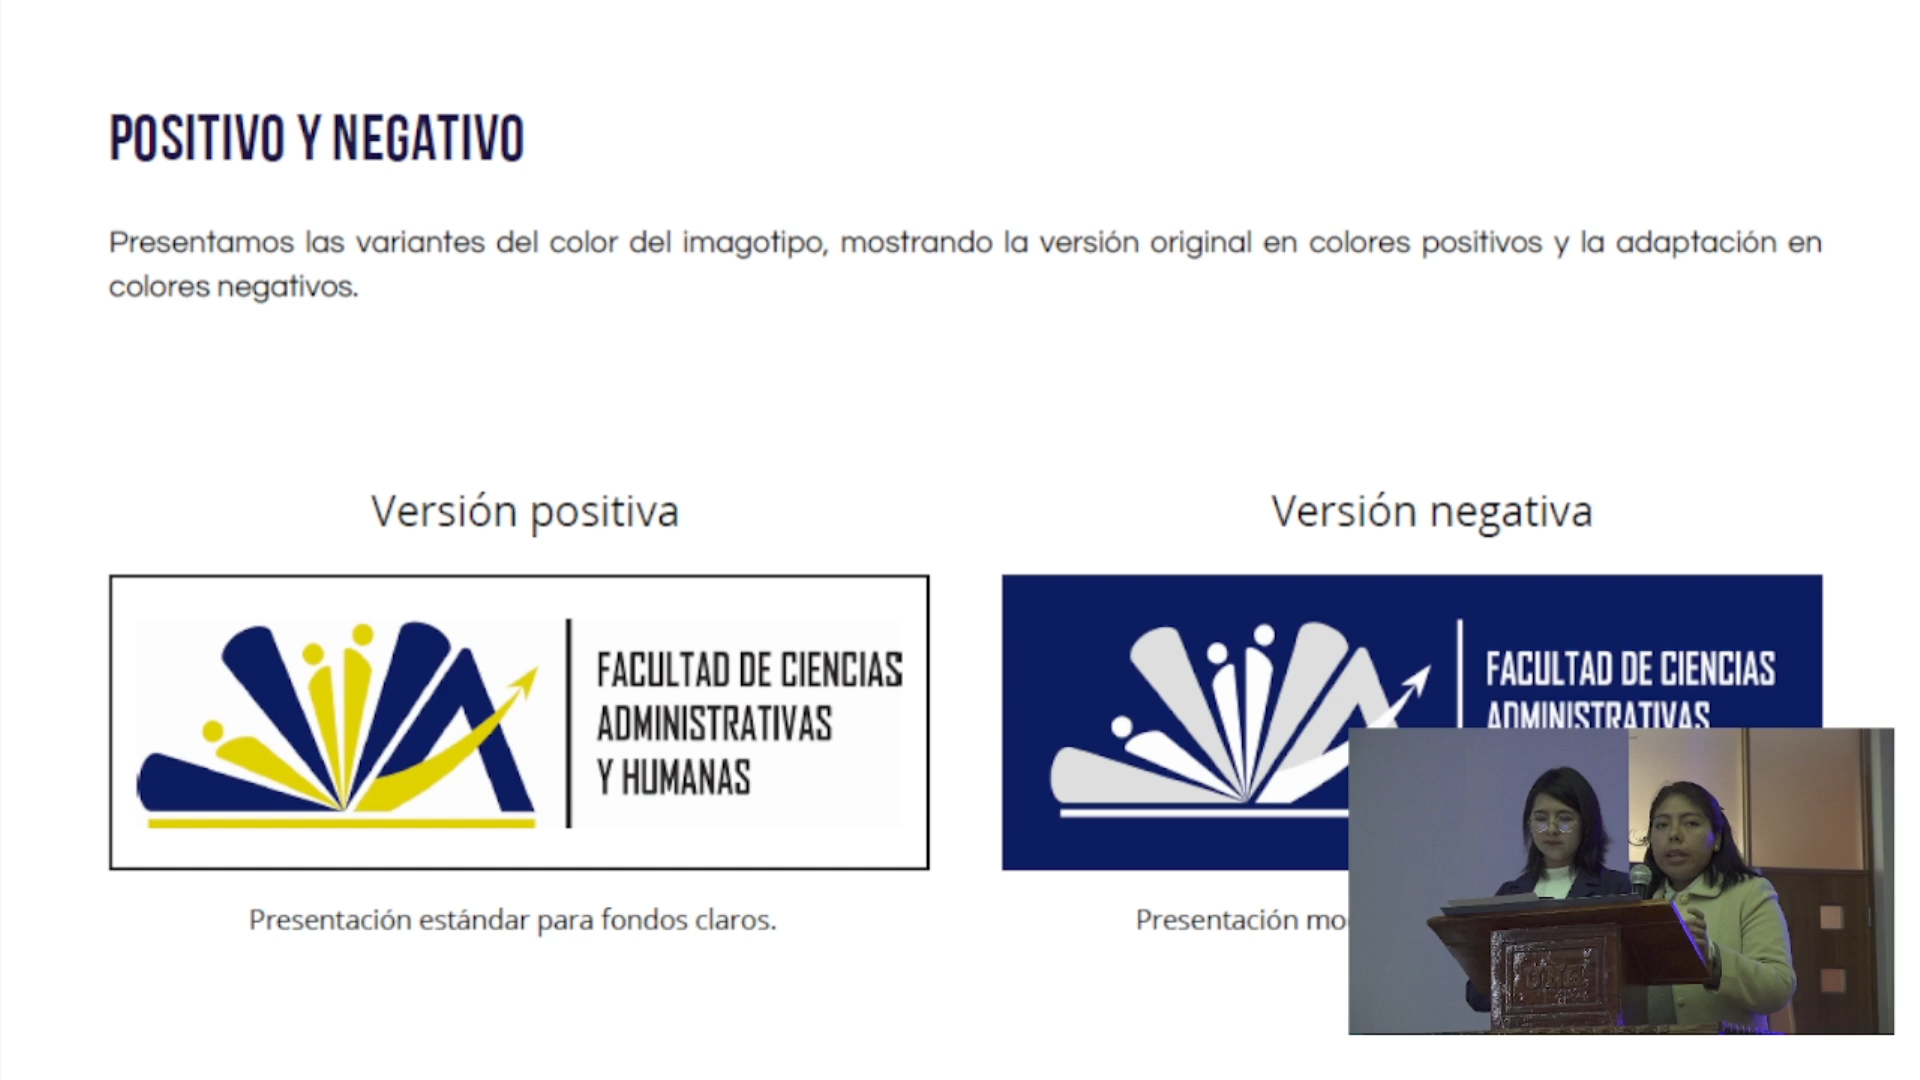 POSITIVO Y NEGATIVO
Presentamos las variantes del color del imagotipo, mostrando la versión original en colores positivos y la adaptación en
colores negativos.
Versión positiva
Versión negativa
FACULTAD DE CIENCIAS
ADMINISTRATIVAS
Y HUMANAS
FACULTAD DE CIENCIAS
ADMINISTRATIVAS
Presentación estándar para fondos claros.
Presentación